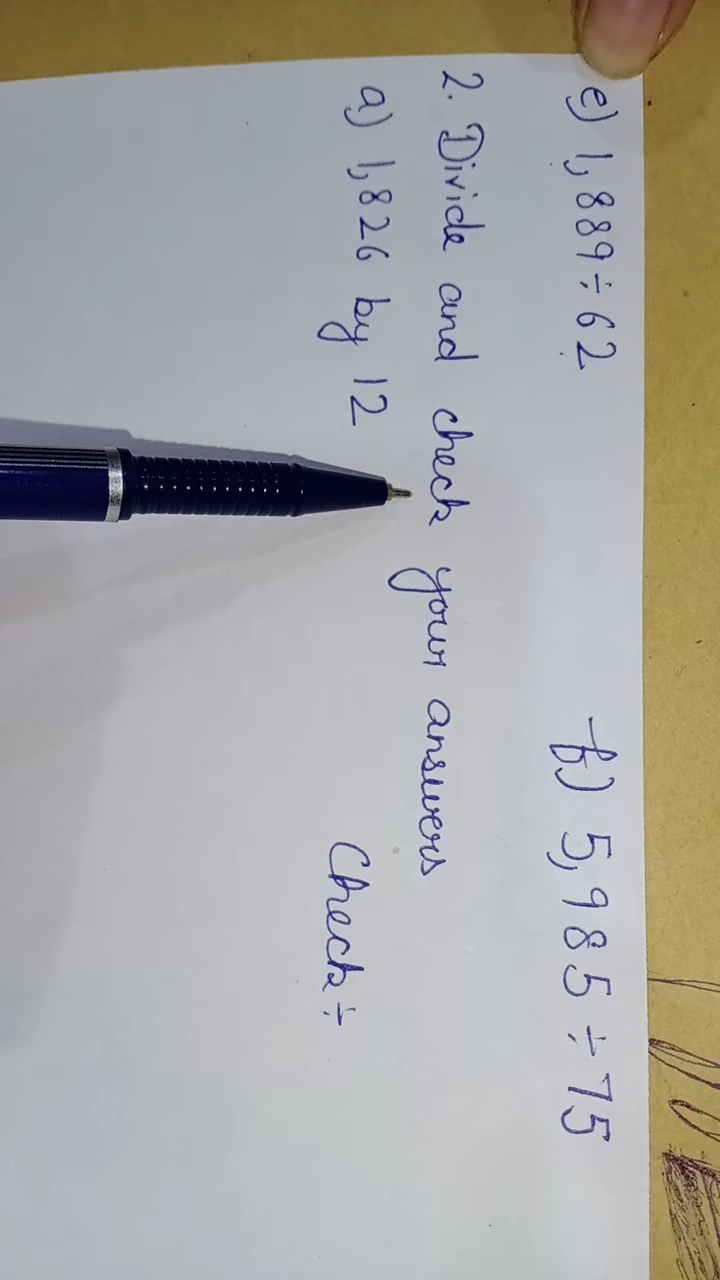 e) 1,889÷62 f) 5,985÷75
2. Divide and check your answers
a) 1,826 by 12 Check÷